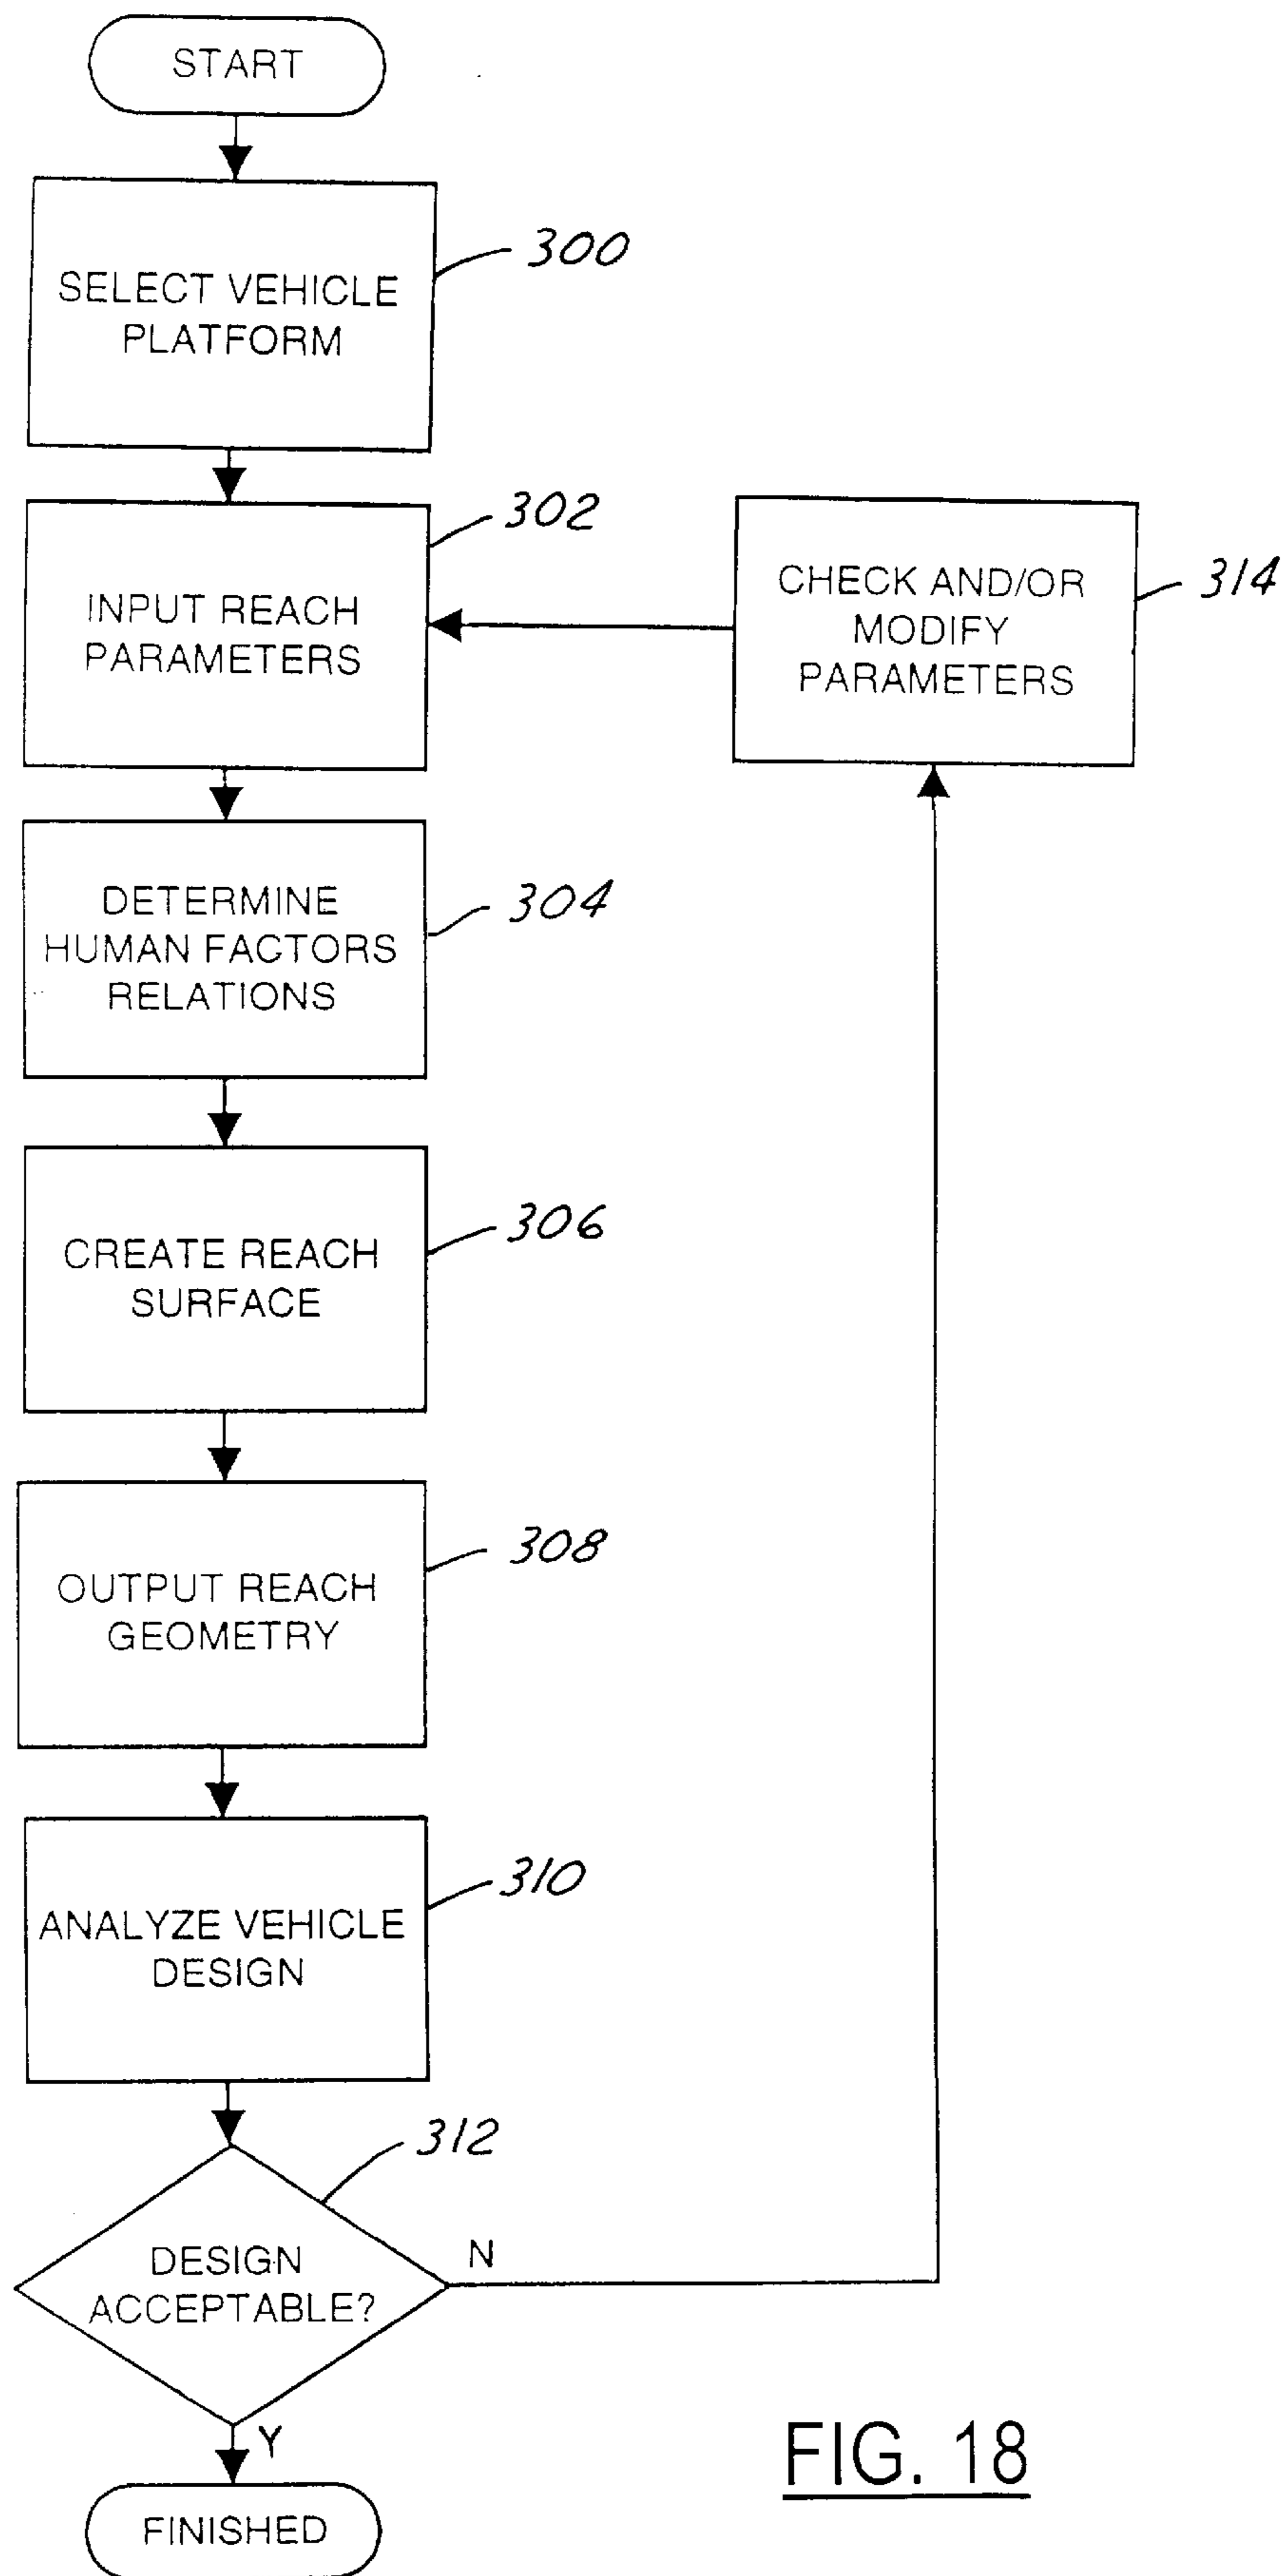 START
300
SELECT VEHICLE
PLATFORM
302
INPUT REACH
PARAMETERS
CHECK AND/OR
MODIFY
PARAMETERS
314
DETERMINE
HUMAN FACTORS
RELATIONS
304
CREATE REACH
SURFACE
306
OUTPUT REACH
GEOMETRY
308
ANALYZE VEHICLE
DESIGN
310
312
DESIGN
ACCEPTABLE?
N
Y
FINISHED
FIG. 18